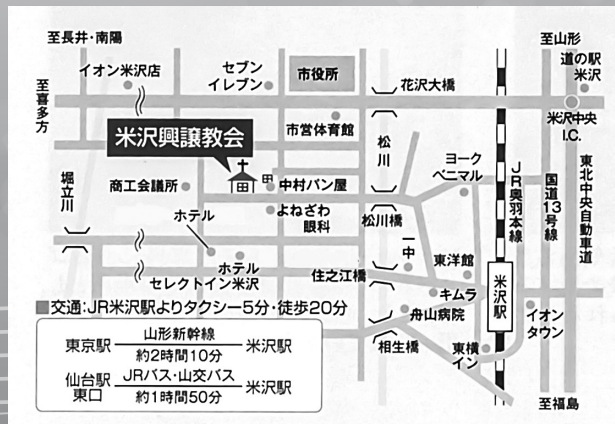 至長井・南陽
至山形
イオン米沢店
セブン
イレブン
市役所
花沢大橋
道の駅
米沢
至喜多方
米沢中央
I.C.
市営体育館
米沢興譲教会
松川
ヨーク
ベニマル
JR奥羽本線
国道13号線
東北中央自動車道
堀立川
商工会議所
中村パン屋
よねざわ
眼科
松川橋
ホテル
ホテル
セレクトイン米沢
住之江橋
一中
東洋館
キムラ
米沢駅
舟山病院
イオン
タウン
相生橋
東横
イン
至福島
■交通:JR米沢駅よりタクシー5分・徒歩20分
東京駅 山形新幹線 米沢駅
約2時間10分
仙台駅
東口 JRバス・山交バス 米沢駅
約1時間50分